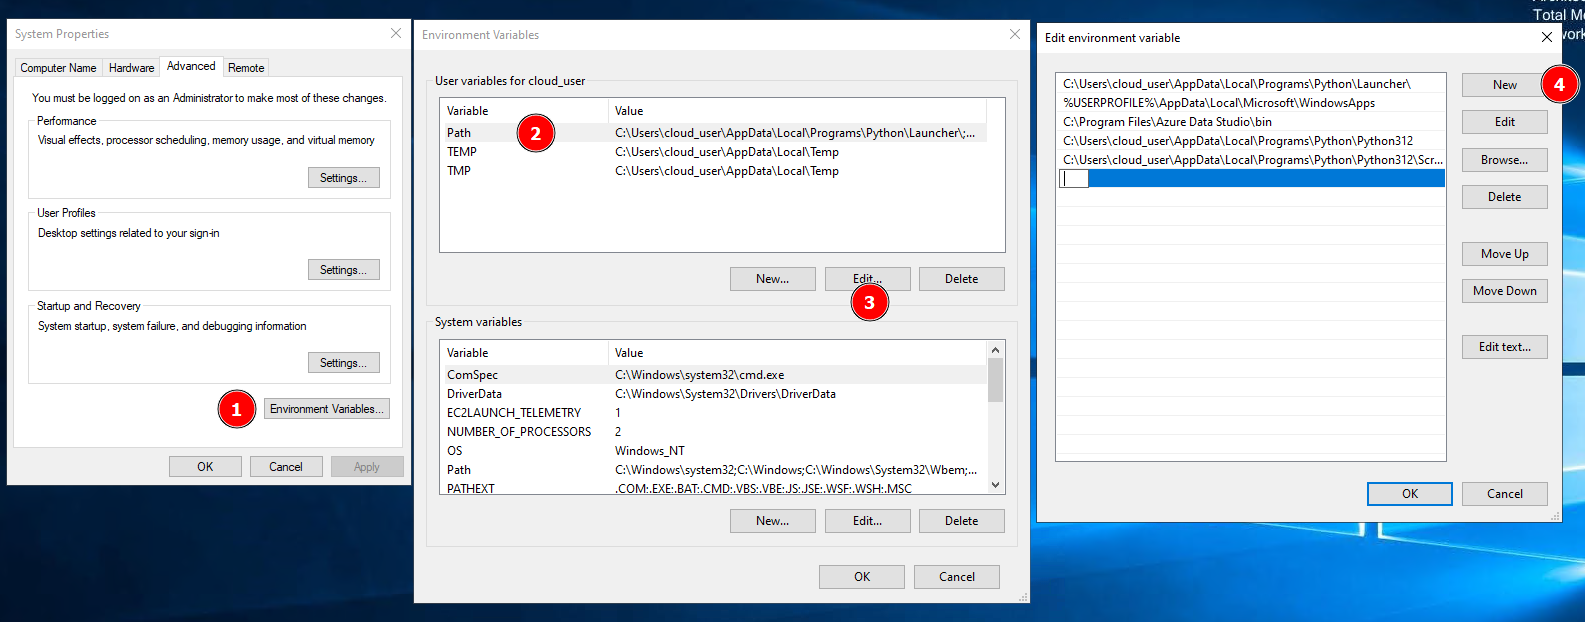 System Properties
Computer Name Hardware Advanced Remote
You must be logged on as an Administrator to make most of these changes.
Performance
Visual effects, processor scheduling, memory usage, and virtual memory
Settings...
User Profiles
Desktop settings related to your sign-in
Settings...
Startup and Recovery
System startup, system failure, and debugging information
Settings...
1 Environment Variables...
OK Cancel Apply
Environment Variables
User variables for cloud_user
Variable Value
Path 2 C:\Users\cloud_user\AppData\Local\Programs\Python\Launcher\;...
TEMP C:\Users\cloud_user\AppData\Local\Temp
TMP C:\Users\cloud_user\AppData\Local\Temp
New... Edit... Delete
3
System variables
Variable Value
ComSpec C:\Windows\system32\cmd.exe
DriverData C:\Windows\System32\Drivers\DriverData
EC2LAUNCH_TELEMETRY 1
NUMBER_OF_PROCESSORS 2
OS Windows_NT
Path C:\Windows\system32;C:\Windows;C:\Windows\System32\Wbem;...
PATHEXT .COM;.EXE;.BAT;.CMD;.VBS;.VBE;.JS;.JSE;.WSF;.WSH;.MSC
New... Edit... Delete
OK Cancel
Total M
Edit environment variable
C:\Users\cloud_user\AppData\Local\Programs\Python\Launcher\
%USERPROFILE%\AppData\Local\Microsoft\WindowsApps
C:\Program Files\Azure Data Studio\bin
C:\Users\cloud_user\AppData\Local\Programs\Python\Python312
C:\Users\cloud_user\AppData\Local\Programs\Python\Python312\Scr...
New 4
Edit
Browse...
Delete
Move Up
Move Down
Edit text...
OK Cancel